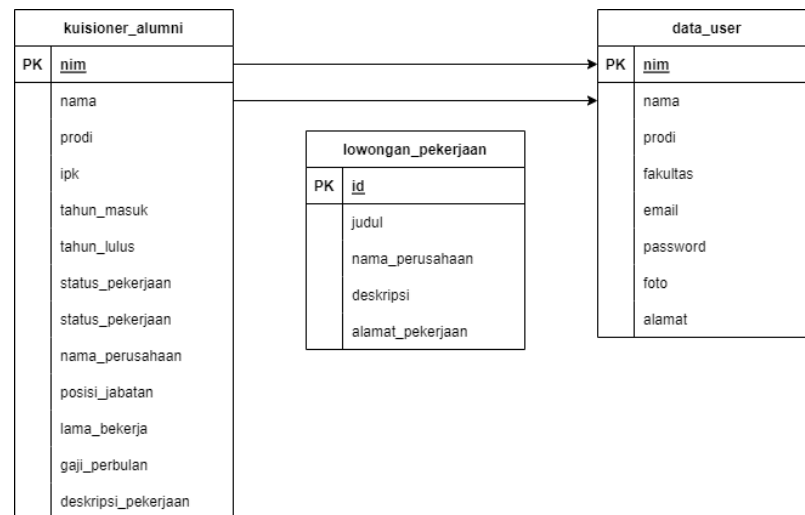 kuisioner_alumni
PK nim
nama
prodi
ipk
tahun_masuk
tahun_lulus
status_pekerjaan
status_pekerjaan
nama_perusahaan
posisi_jabatan
lama_bekerja
gaji_perbulan
deskripsi_pekerjaan
lowongan_pekerjaan
PK id
judul
nama_perusahaan
deskripsi
alamat_pekerjaan
data_user
PK nim
nama
prodi
fakultas
email
password
foto
alamat